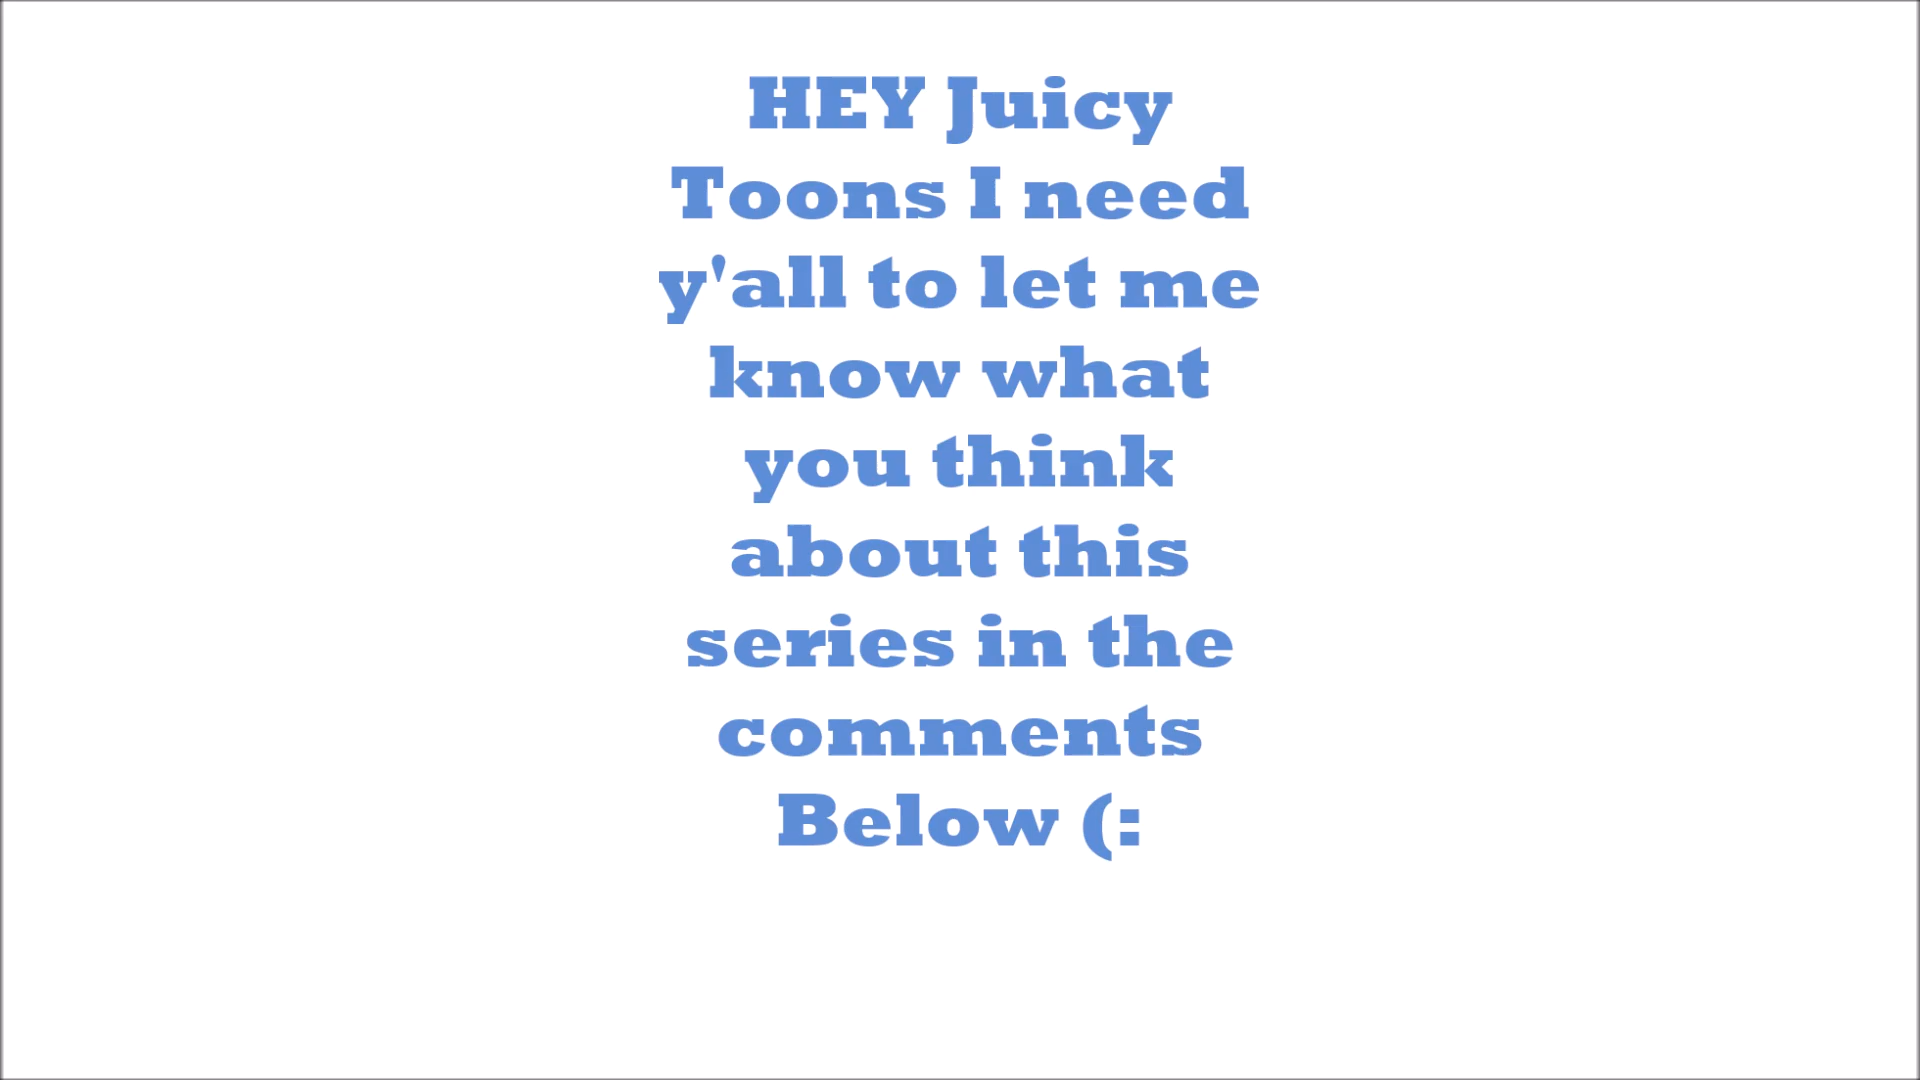 HEY Juicy
Toons I need
y'all to let me
know what
you think
about this
series in the
comments
Below (: